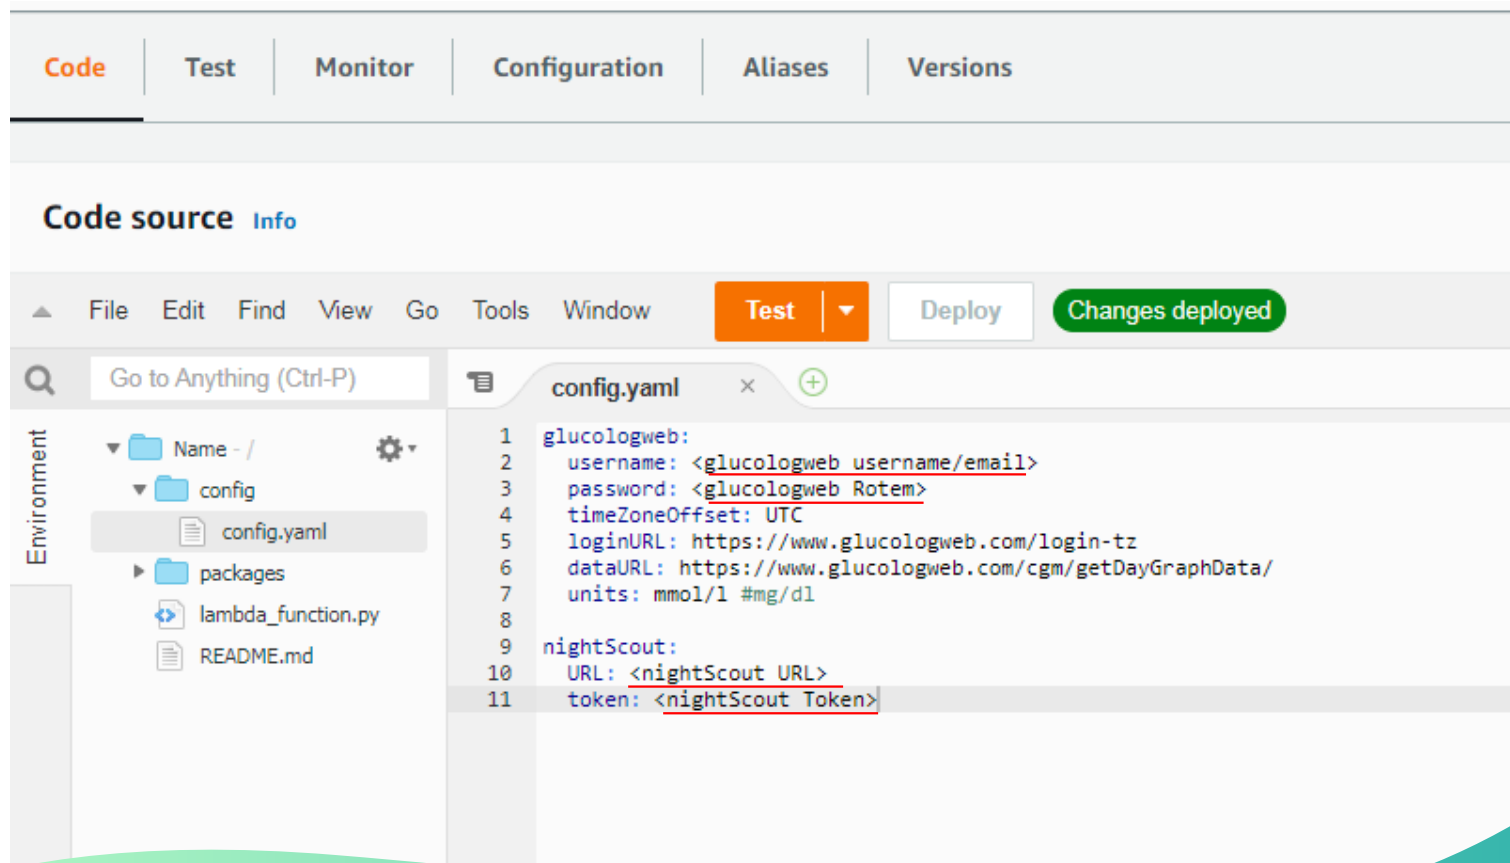 Code Test Monitor Configuration Aliases Versions
Code source Info
File Edit Find View Go Tools Window Test Deploy Changes deployed
Go to Anything (Ctrl-P)
config.yaml
Environment
Name - /
config
config.yaml
packages
lambda_function.py
README.md
1 glucologweb:
2 username: <glucologweb username/email>
3 password: <glucologweb Rotem>
4 timeZoneOffset: UTC
5 loginURL: https://www.glucologweb.com/login-tz
6 dataURL: https://www.glucologweb.com/cgm/getDayGraphData/
7 units: mmol/l #mg/dl
8
9 nightScout:
10 URL: <nightScout URL>
11 token: <nightScout Token>